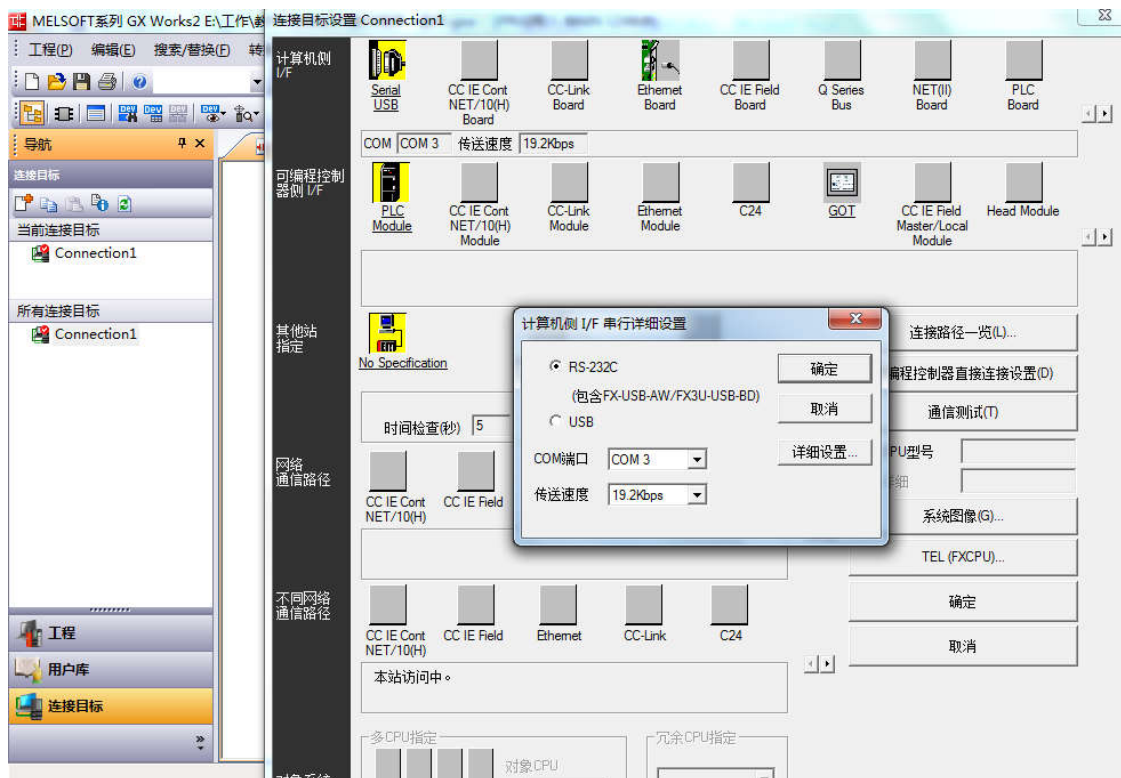 MELSOFT系列 GX Works2 E:\工作\教
连接目标设置 Connection1
工程(P) 编辑(E) 搜索/替换(F) 转
导航
连接目标
当前连接目标
Connection1
所有连接目标
Connection1
工程
用户库
连接目标
计算机侧
I/F
Serial
USB
CC IE Cont
NET/10(H)
Board
CC-Link
Board
Ethernet
Board
CC IE Field
Board
Q Series
Bus
NET(II)
Board
PLC
Board
COM COM 3 传送速度 19.2Kbps
可编程控制
器侧 I/F
PLC
Module
CC IE Cont
NET/10(H)
Module
CC-Link
Module
Ethernet
Module
C24
GOT
CC IE Field
Master/Local
Module
Head Module
其他站
指定
No Specification
时间检查(秒) 5
计算机侧 I/F 串行详细设置
RS-232C
(包含FX-USB-AW/FX3U-USB-BD)
USB
COM端口 COM 3
传送速度 19.2Kbps
确定
取消
详细设置...
连接路径一览(L)...
编程控制器直接连接设置(D)
通信测试(T)
PU型号
细
系统图像(G)...
TEL (FXCPU)
确定
取消
网络
通信路径
CC IE Cont
NET/10(H)
CC IE Field
不同网络
通信路径
CC IE Cont
NET/10(H)
CC IE Field
Ethernet
CC-Link
C24
本站访问中。
多CPU指定
对象CPU
冗余CPU指定